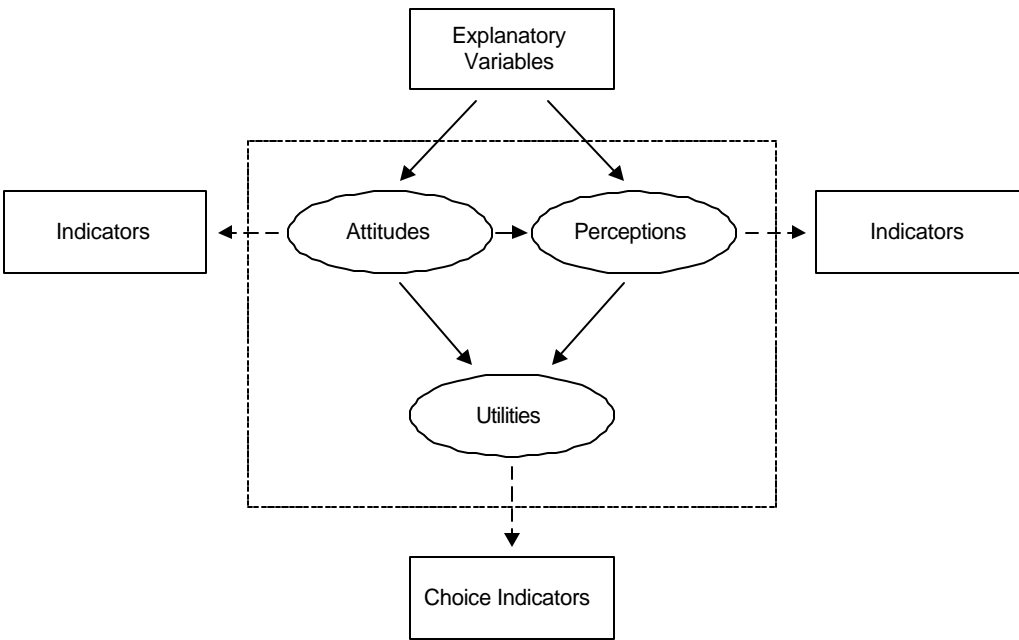 Explanatory
Variables
Indicators
Attitudes
Perceptions
Indicators
Utilities
Choice Indicators